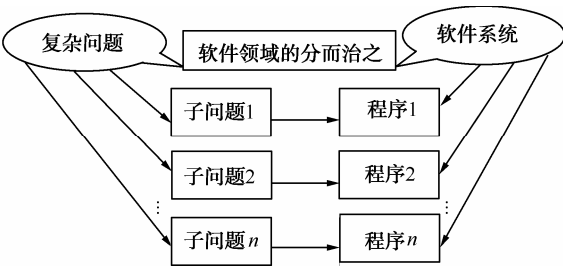 复杂问题
软件领域的分而治之
软件系统
子问题1
程序1
子问题2
程序2
⋮
⋮
子问题n
程序n